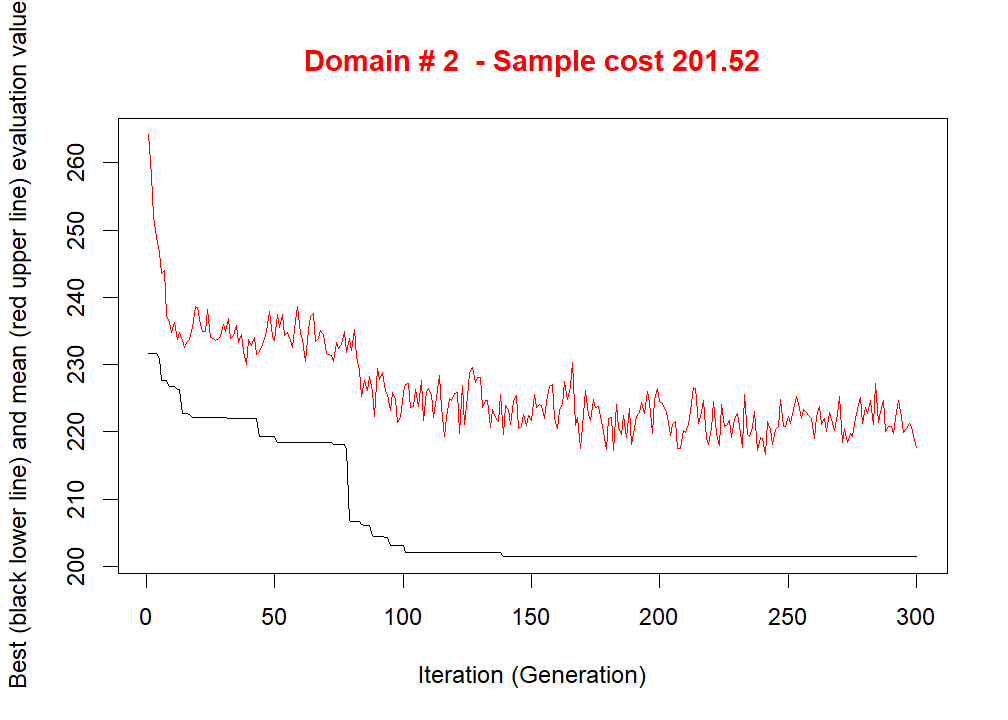 Domain # 2  - Sample cost 201.52
Best (black lower line) and mean (red upper line) evaluation value
260
250
240
230
220
210
200
0 50 100 150 200 250 300
Iteration (Generation)